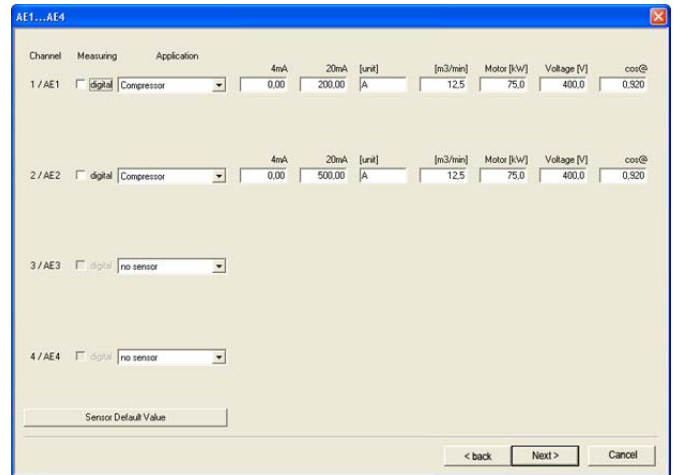 AE1...AE4
Channel Measuring Application
4mA 20mA [unit] [m3/min] Motor [kW] Voltage [V] cos@
1 / AE1 digital Compressor 0,00 200,00 A 12,5 75,0 400,0 0,920
4mA 20mA [unit] [m3/min] Motor [kW] Voltage [V] cos@
2 / AE2 digital Compressor 0,00 500,00 A 12,5 75,0 400,0 0,920
3 / AE3 digital no sensor
4 / AE4 digital no sensor
Sensor Default Value
< back Next > Cancel